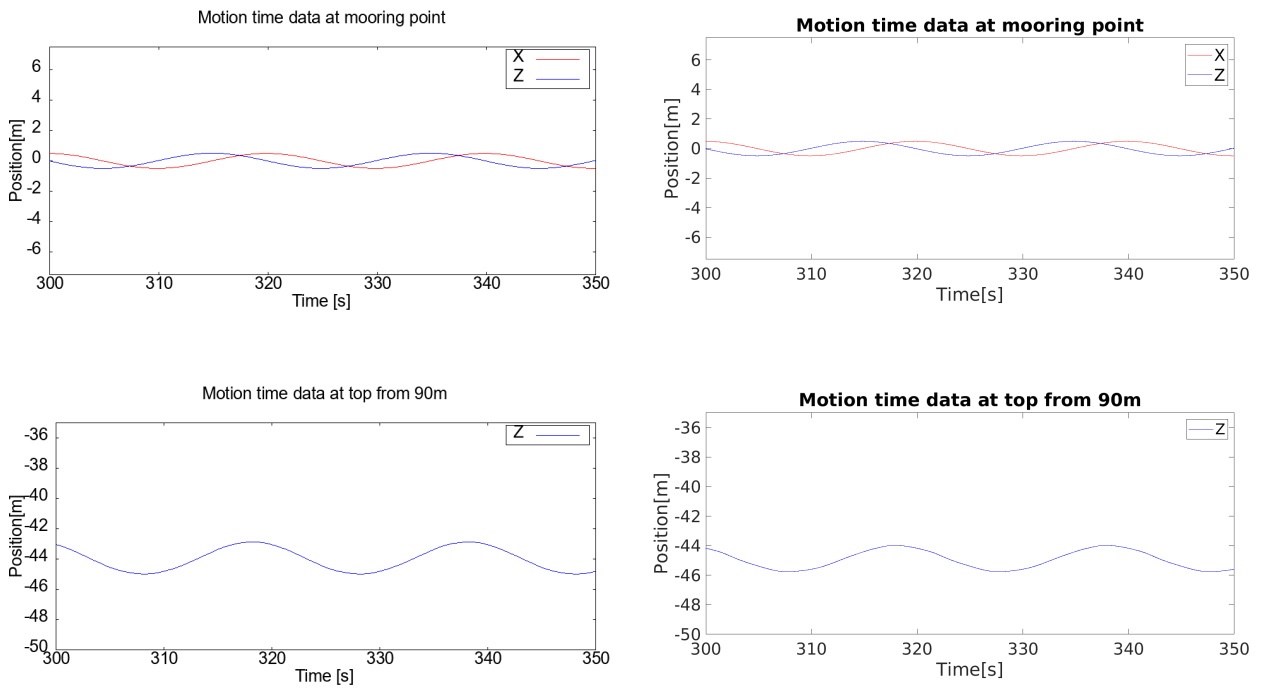 Motion time data at mooring point
X
Z
6
4
2
0
-2
-4
-6
Position[m]
300 310 320 330 340 350
Time [s]
Motion time data at mooring point
X
Z
6
4
2
0
-2
-4
-6
Position[m]
300 310 320 330 340 350
Time[s]
Motion time data at top from 90m
Z
-36
-38
-40
-42
-44
-46
-48
-50
Position[m]
300 310 320 330 340 350
Time [s]
Motion time data at top from 90m
Z
-36
-38
-40
-42
-44
-46
-48
-50
Position[m]
300 310 320 330 340 350
Time[s]